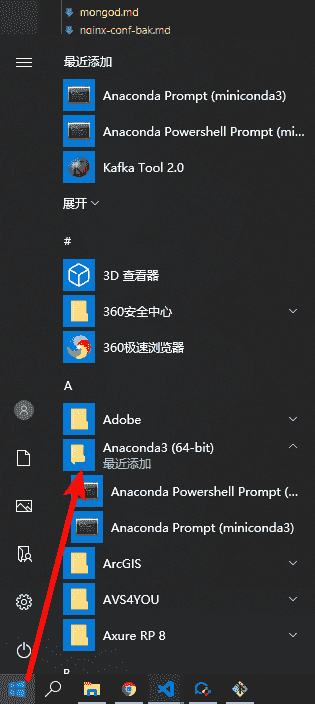 mongod.md
nginx-conf-bak.md
最近添加
Anaconda Prompt (miniconda3)
Anaconda Powershell Prompt (mi...
Kafka Tool 2.0
展开
#
3D 查看器
360安全中心
360极速浏览器
A
Adobe
Anaconda3 (64-bit)
最近添加
Anaconda Powershell Prompt (...
Anaconda Prompt (miniconda3)
ArcGIS
AVS4YOU
Axure RP 8